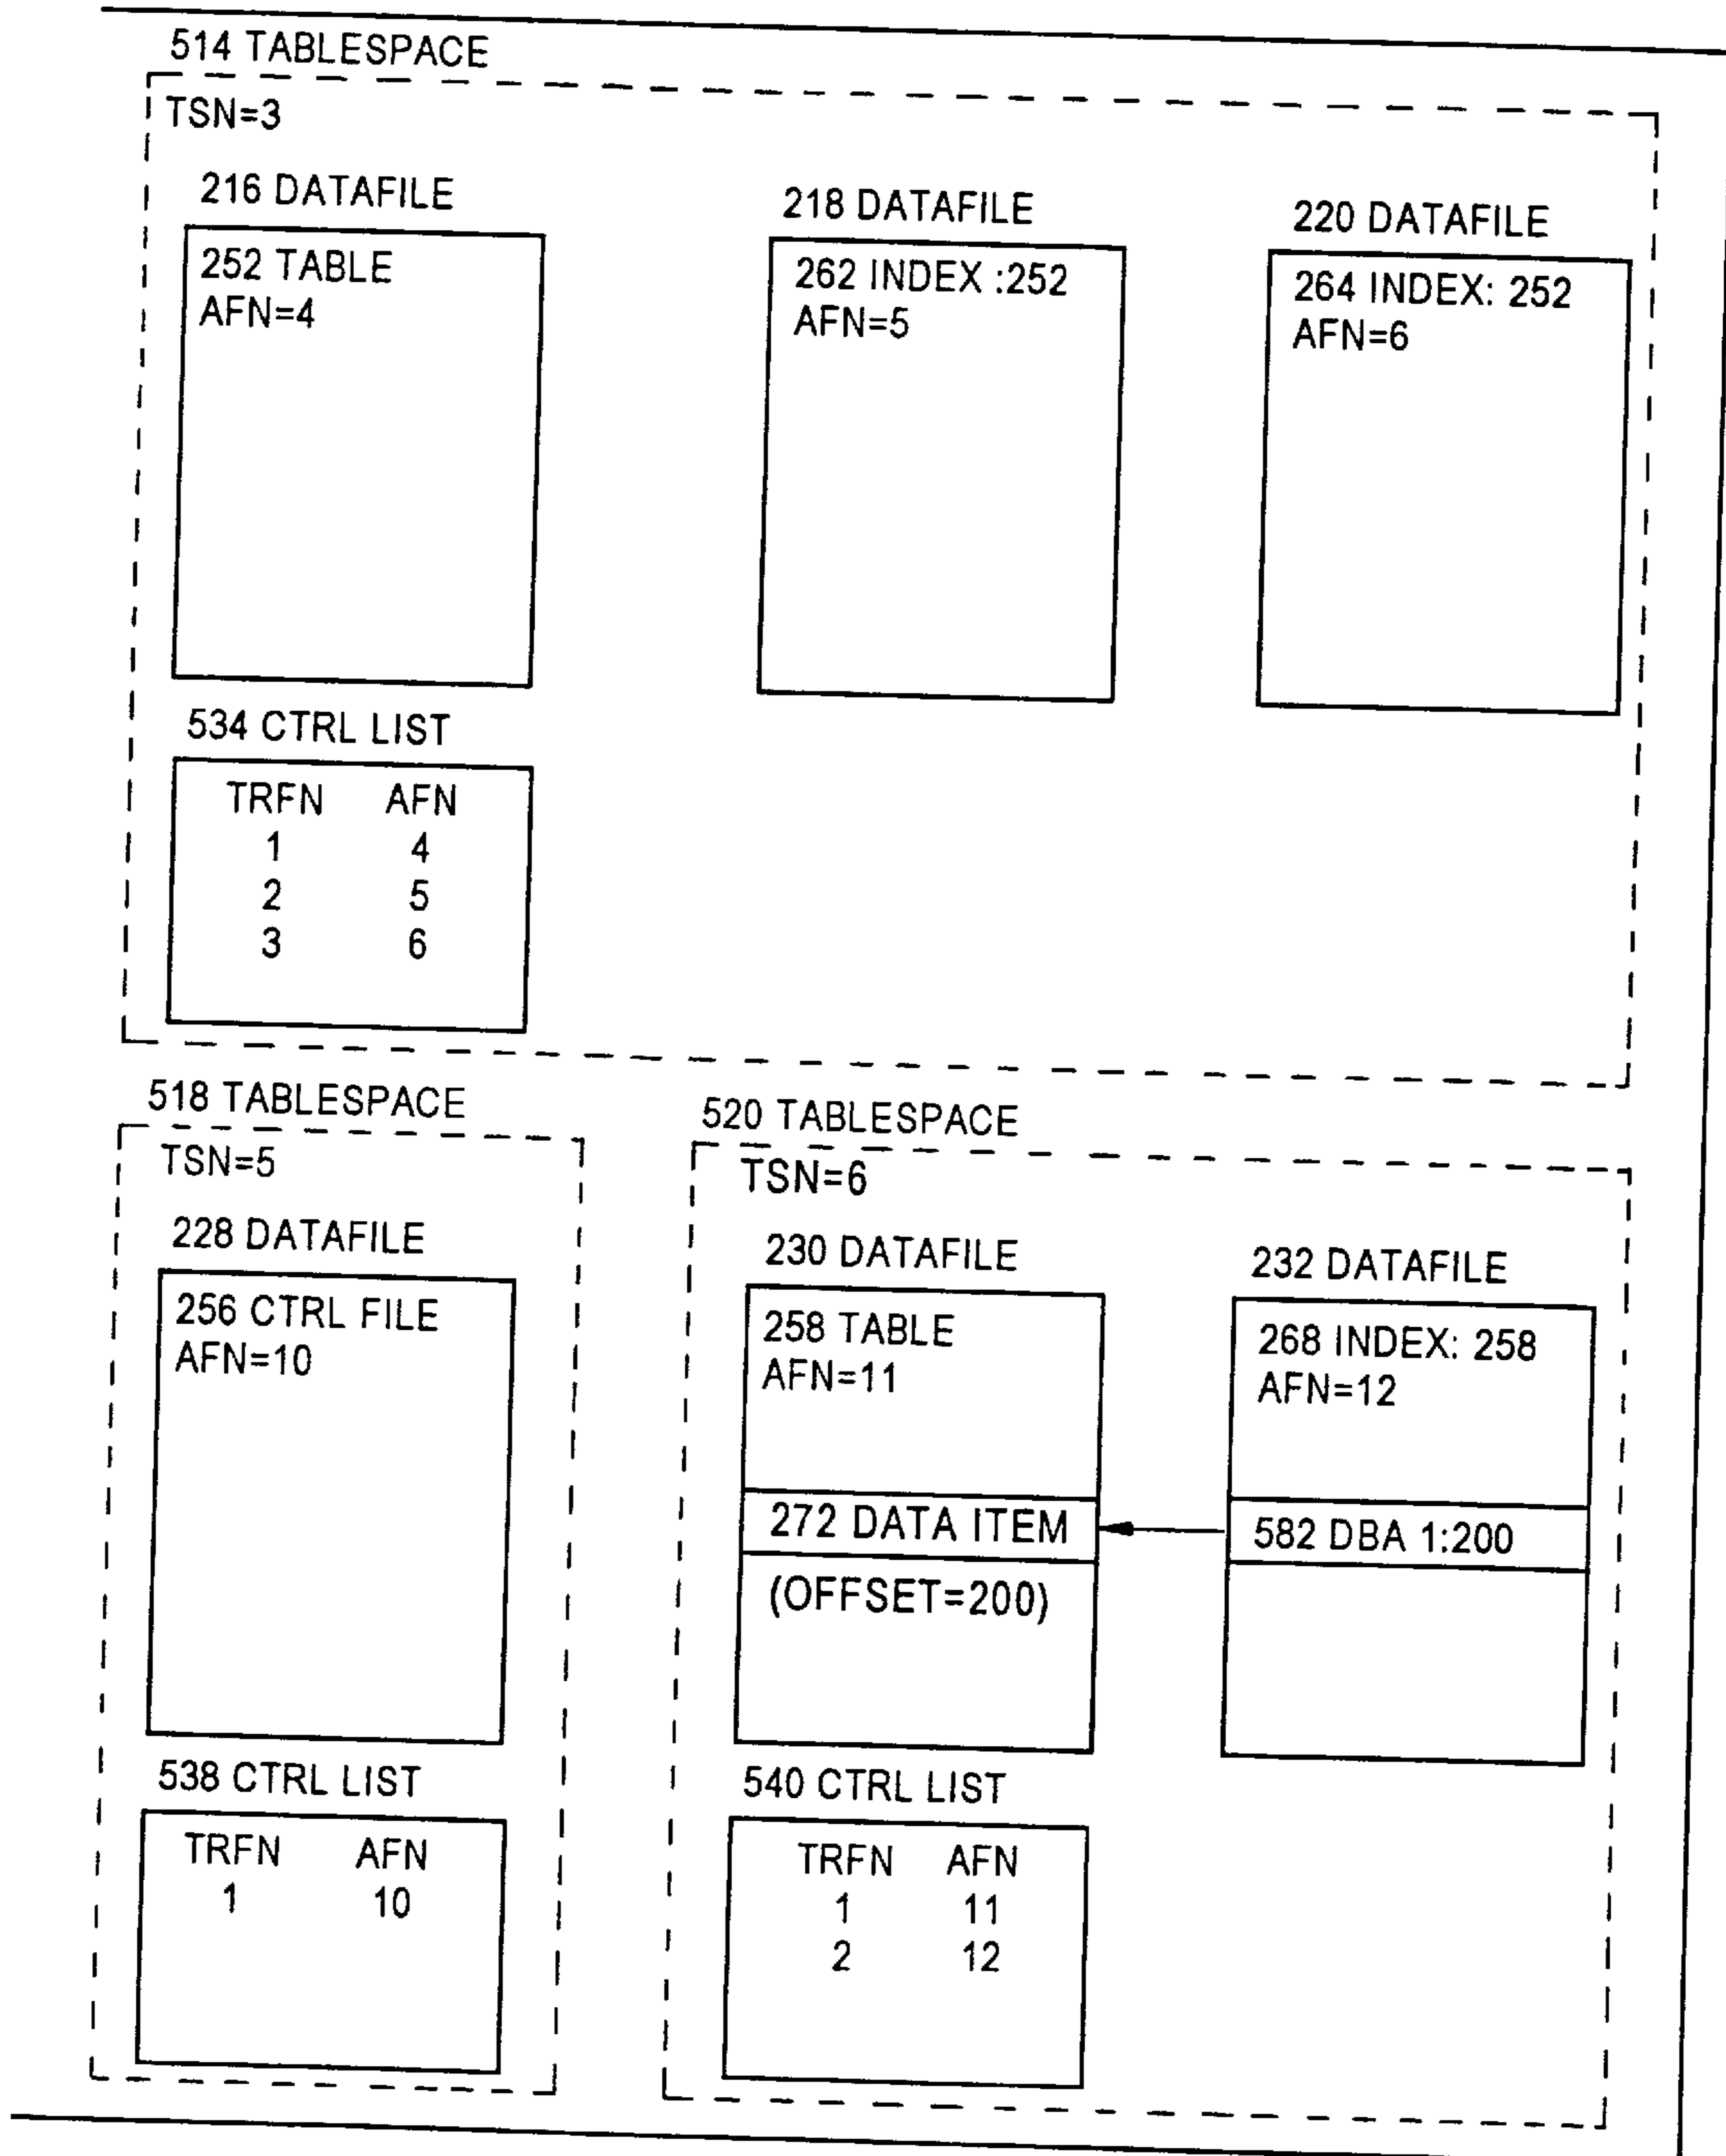 514 TABLESPACE
TSN=3
216 DATAFILE
218 DATAFILE
220 DATAFILE
252 TABLE
AFN=4
262 INDEX :252
AFN=5
264 INDEX: 252
AFN=6
534 CTRL LIST
TRFN AFN
1 4
2 5
3 6
518 TABLESPACE
TSN=5
228 DATAFILE
256 CTRL FILE
AFN=10
538 CTRL LIST
TRFN AFN
1 10
520 TABLESPACE
TSN=6
230 DATAFILE
232 DATAFILE
258 TABLE
AFN=11
268 INDEX: 258
AFN=12
272 DATA ITEM
582 DBA 1:200
(OFFSET=200)
540 CTRL LIST
TRFN AFN
1 11
2 12